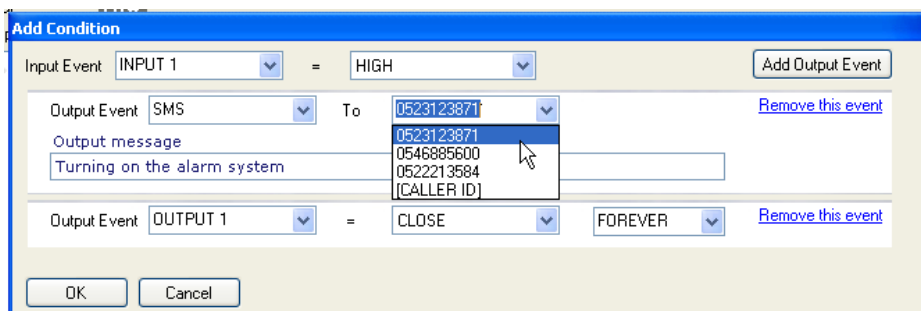 Add Condition
Input Event INPUT 1 = HIGH Add Output Event
Output Event SMS To 0523123871 Remove this event
0523123871
Output message
0546885600
Turning on the alarm system
0522213584
[CALLER ID]
Output Event OUTPUT 1 = CLOSE FOREVER Remove this event
OK Cancel